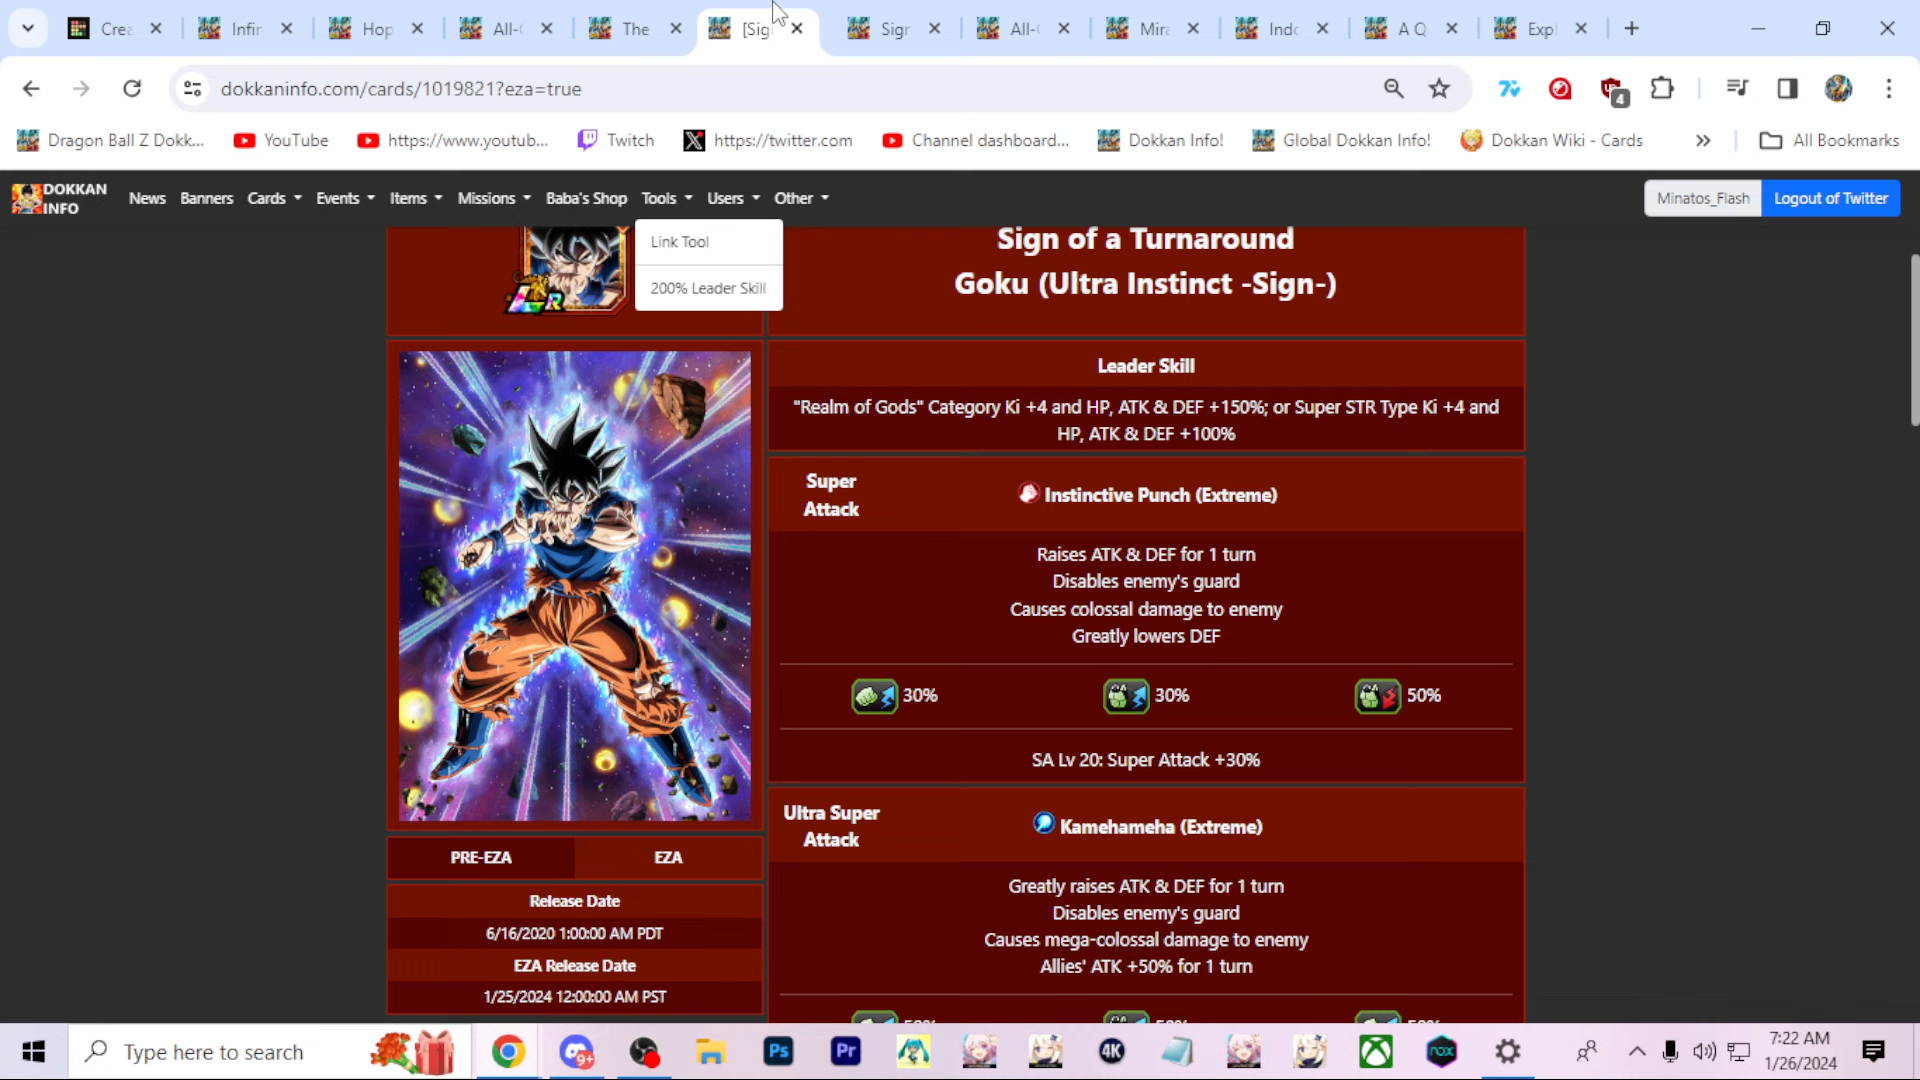 Crea
Infir
Hop
All-(
The
[Sig
Sigr
All-(
Mira
Indo
A Q
Expl
dokkaninfo.com/cards/1019821?eza=true
4
Dragon Ball Z Dokk...
YouTube
https://www.youtub...
Twitch
https://twitter.com
Channel dashboard...
Dokkan Info!
Global Dokkan Info!
Dokkan Wiki - Cards
All Bookmarks
DOKKAN
INFO
News
Banners
Cards
Events
Items
Missions
Baba's Shop
Tools
Users
Other
Minatos_Flash
Logout of Twitter
Link Tool
200% Leader Skill
Sign of a Turnaround
Goku (Ultra Instinct -Sign-)
Leader Skill
"Realm of Gods" Category Ki +4 and HP, ATK & DEF +150%; or Super STR Type Ki +4 and
HP, ATK & DEF +100%
Super
Attack
Instinctive Punch (Extreme)
Raises ATK & DEF for 1 turn
Disables enemy's guard
Causes colossal damage to enemy
Greatly lowers DEF
30%
30%
50%
SA Lv 20: Super Attack +30%
Ultra Super
Attack
Kamehameha (Extreme)
Greatly raises ATK & DEF for 1 turn
Disables enemy's guard
Causes mega-colossal damage to enemy
Allies' ATK +50% for 1 turn
PRE-EZA
EZA
Release Date
6/16/2020 1:00:00 AM PDT
EZA Release Date
1/25/2024 12:00:00 AM PST
Type here to search
9+
Ps
Pr
4K
nox
7:22 AM
1/26/2024